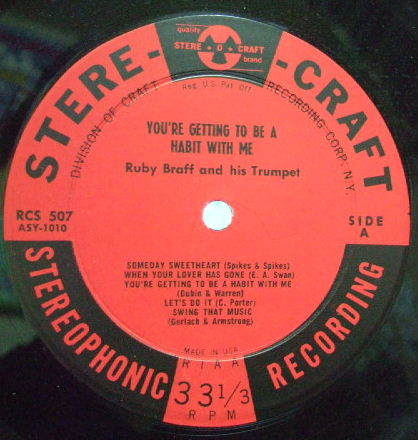 quality
STERE-O-CRAFT
brand
STERE-O-CRAFT
Reg U.S. Pat Off
DIVISION OF CRAFT RECORDING CORP. N.Y.
YOU'RE GETTING TO BE A
HABIT WITH ME
Ruby Braff and his Trumpet
RCS 507
ASY-1010
SIDE
A
SOMEDAY SWEETHEART (Spikes & Spikes)
WHEN YOUR LOVER HAS GONE (E. A. Swan)
YOU'RE GETTING TO BE A HABIT WITH ME
(Dubin & Warren)
LET'S DO IT (C. Porter)
SWING THAT MUSIC
(Gerlach & Armstrong)
MADE IN USA
RIAA
33 1/3
RPM
STEREOPHONIC RECORDING